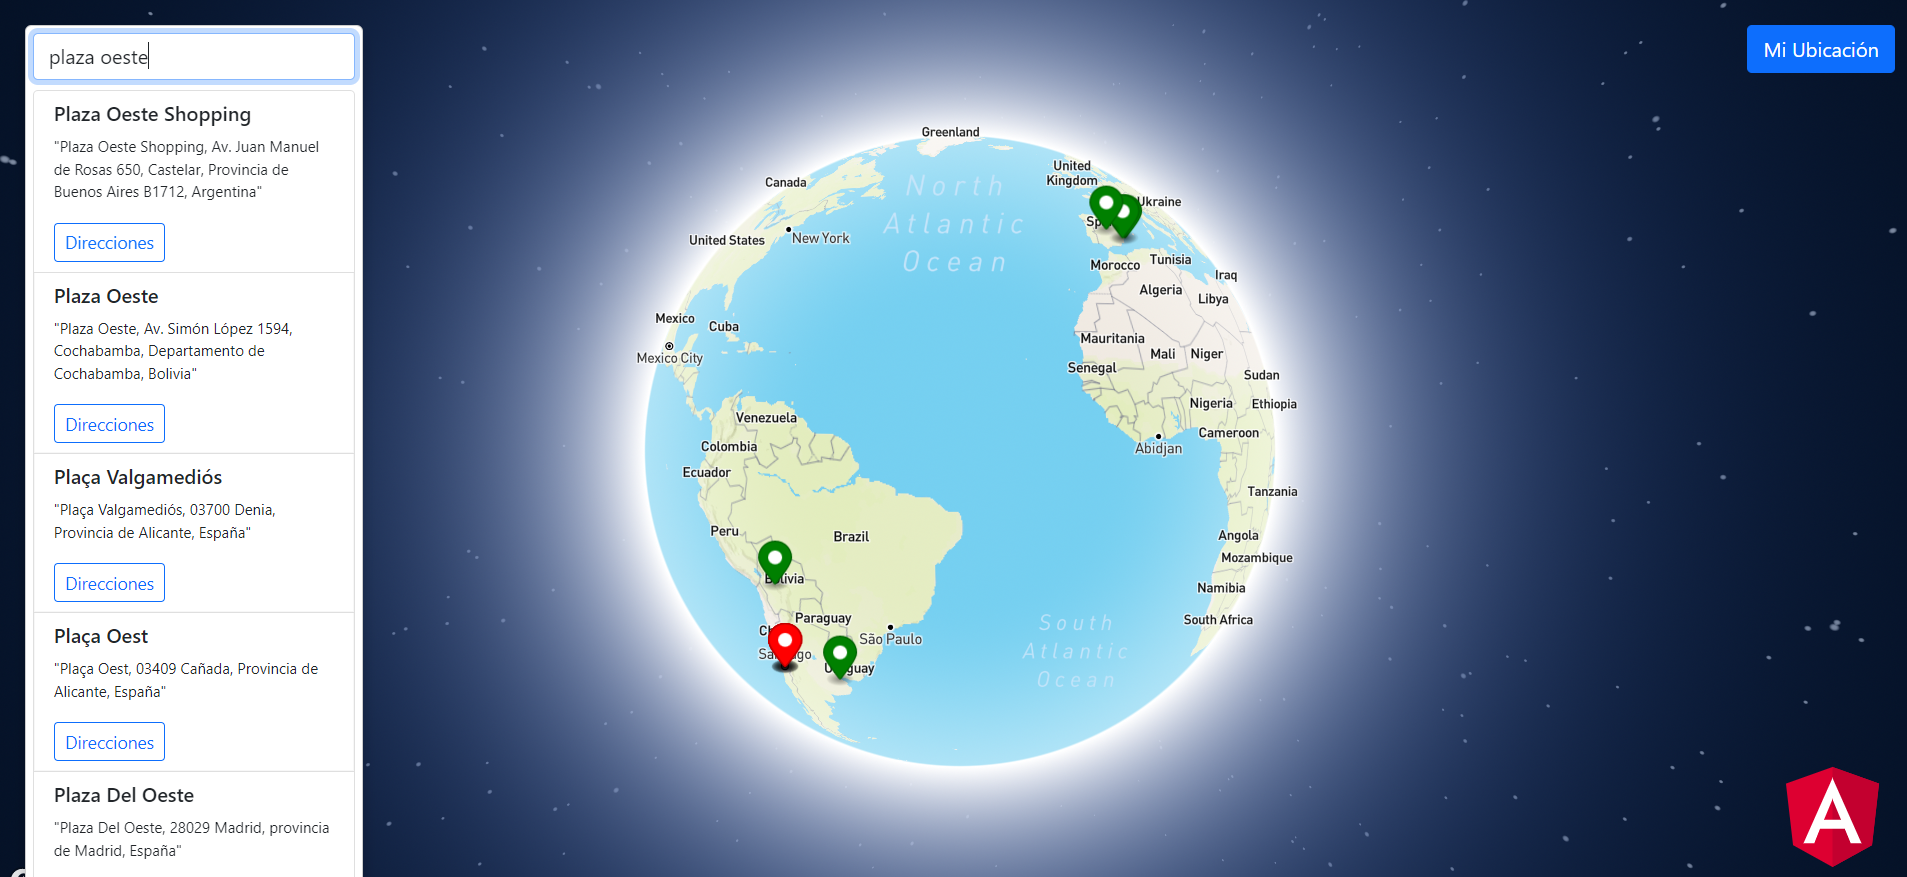 plaza oeste
Plaza Oeste Shopping
"Plaza Oeste Shopping, Av. Juan Manuel
de Rosas 650, Castelar, Provincia de
Buenos Aires B1712, Argentina"
Direcciones
Plaza Oeste
"Plaza Oeste, Av. Simón López 1594,
Cochabamba, Departamento de
Cochabamba, Bolivia"
Direcciones
Plaça Valgamediós
"Plaça Valgamediós, 03700 Denia,
Provincia de Alicante, España"
Direcciones
Plaça Oest
"Plaça Oest, 03409 Cañada, Provincia de
Alicante, España"
Direcciones
Plaza Del Oeste
"Plaza Del Oeste, 28029 Madrid, provincia
de Madrid, España"
Mi Ubicación
Greenland
Canada
North
Atlantic
Ocean
United
Kingdom
Ukraine
United States
New York
Morocco
Tunisia
Iraq
Algeria
Libya
Mexico
Cuba
Mexico City
Mauritania
Mali
Niger
Senegal
Sudan
Nigeria
Ethiopia
Venezuela
Cameroon
Colombia
Abidjan
Ecuador
Tanzania
Peru
Brazil
Angola
Mozambique
Namibia
Paraguay
São Paulo
South Africa
South
Atlantic
Ocean
A